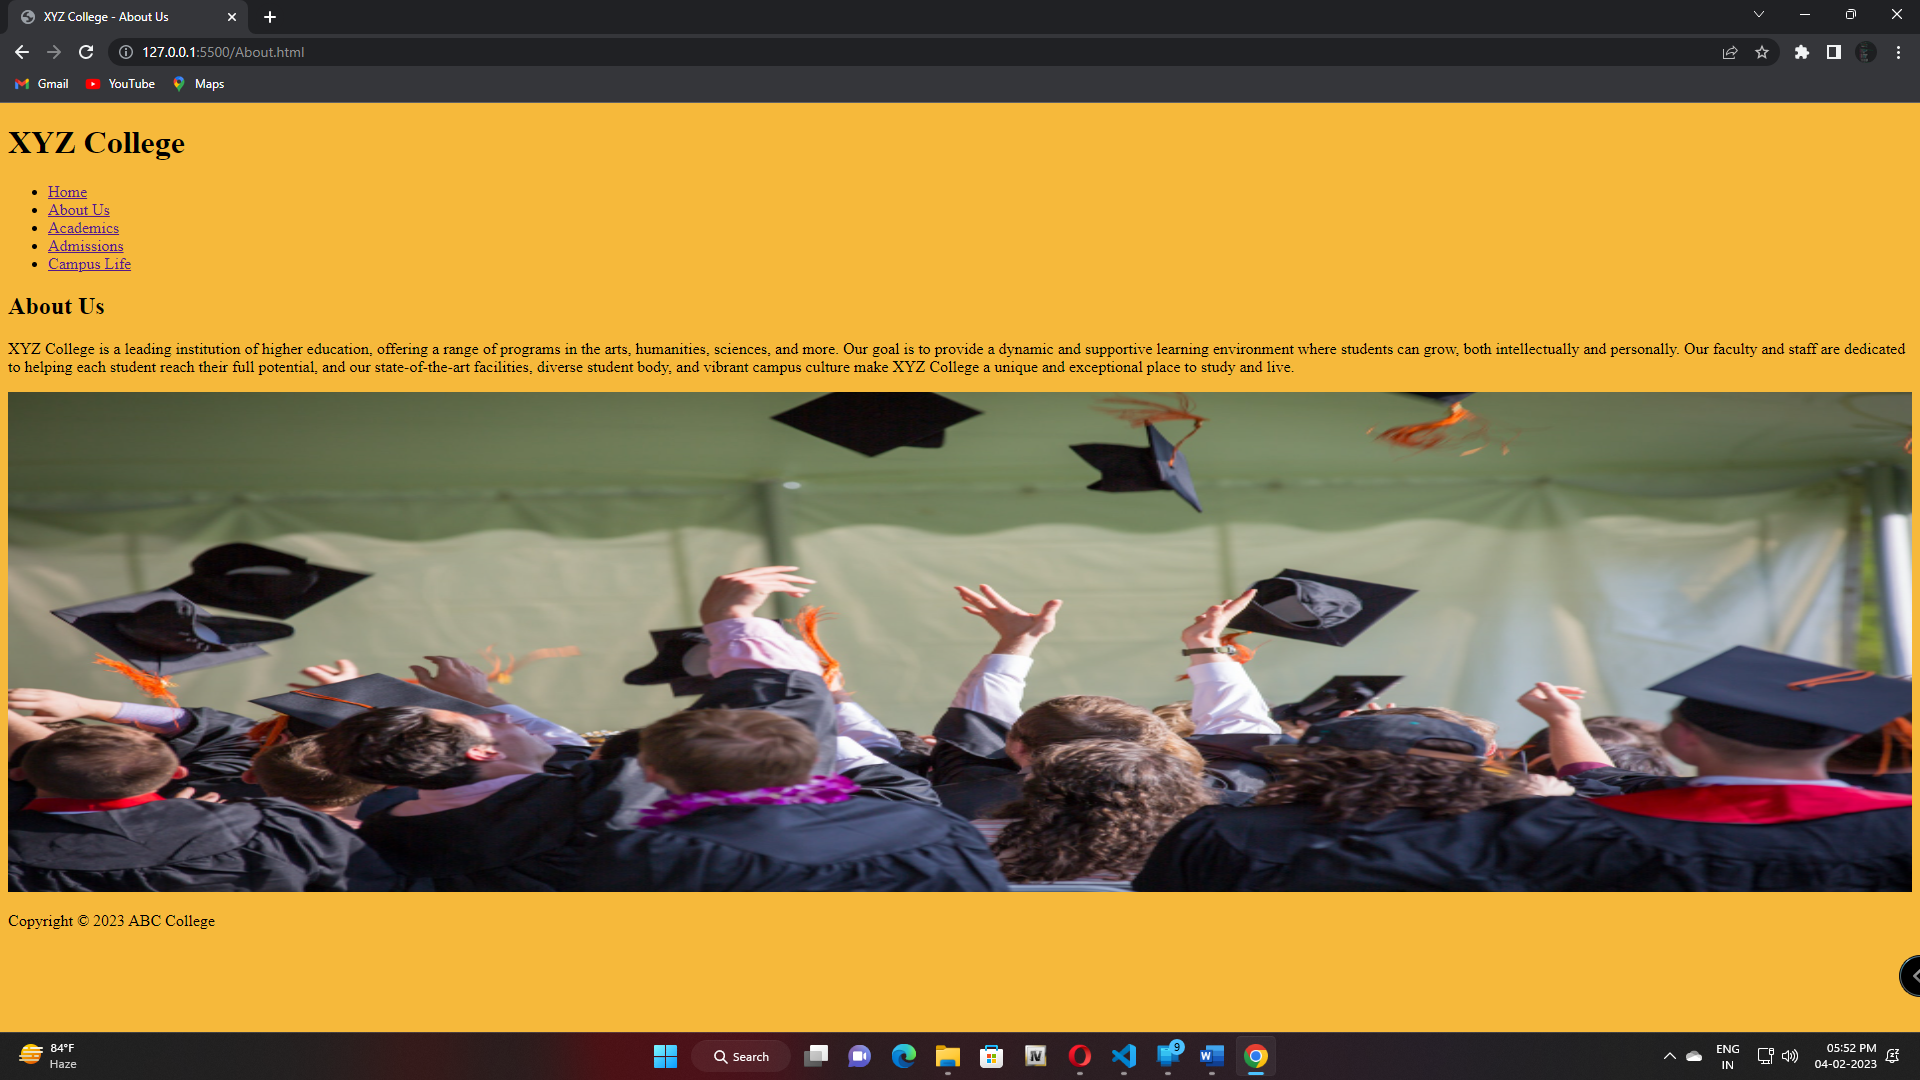 XYZ College - About Us
127.0.0.1:5500/About.html
Gmail YouTube Maps
XYZ College
Home
About Us
Academics
Admissions
Campus Life
About Us
XYZ College is a leading institution of higher education, offering a range of programs in the arts, humanities, sciences, and more. Our goal is to provide a dynamic and supportive learning environment where students can grow, both intellectually and personally. Our faculty and staff are dedicated
to helping each student reach their full potential, and our state-of-the-art facilities, diverse student body, and vibrant campus culture make XYZ College a unique and exceptional place to study and live.
Copyright © 2023 ABC College
84°F
Haze
Search
9
ENG
IN
05:52 PM
04-02-2023